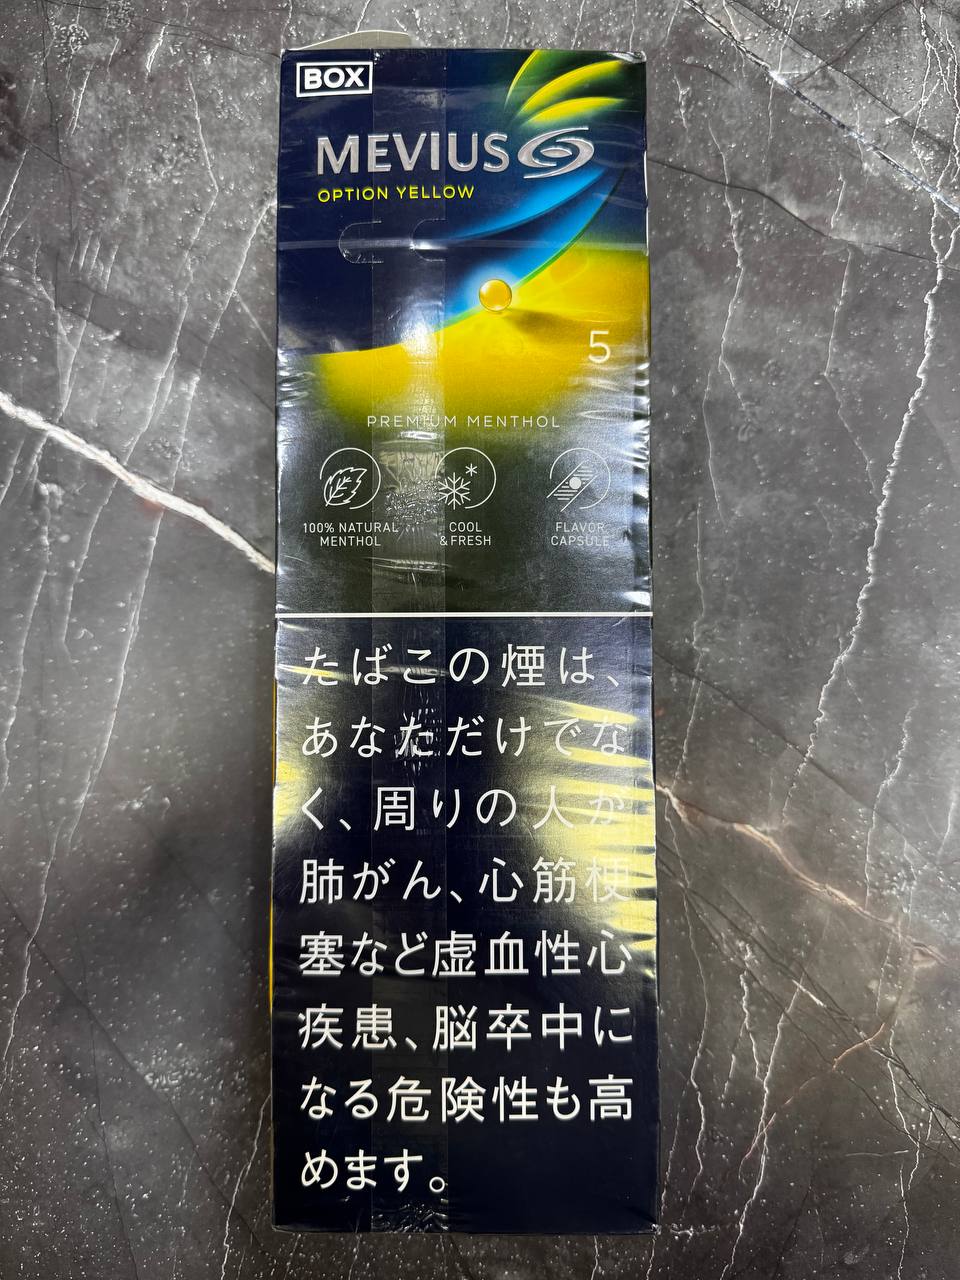 BOX
MEVIUS
OPTION YELLOW
5
PREMIUM MENTHOL
100% NATURAL
MENTHOL
COOL
&FRESH
FLAVOR
CAPSULE
たばこの煙は、
あなただけでな
く、周りの人が
肺がん、心筋梗
塞など虚血性心
疾患、脳卒中に
なる危険性も高
めます。